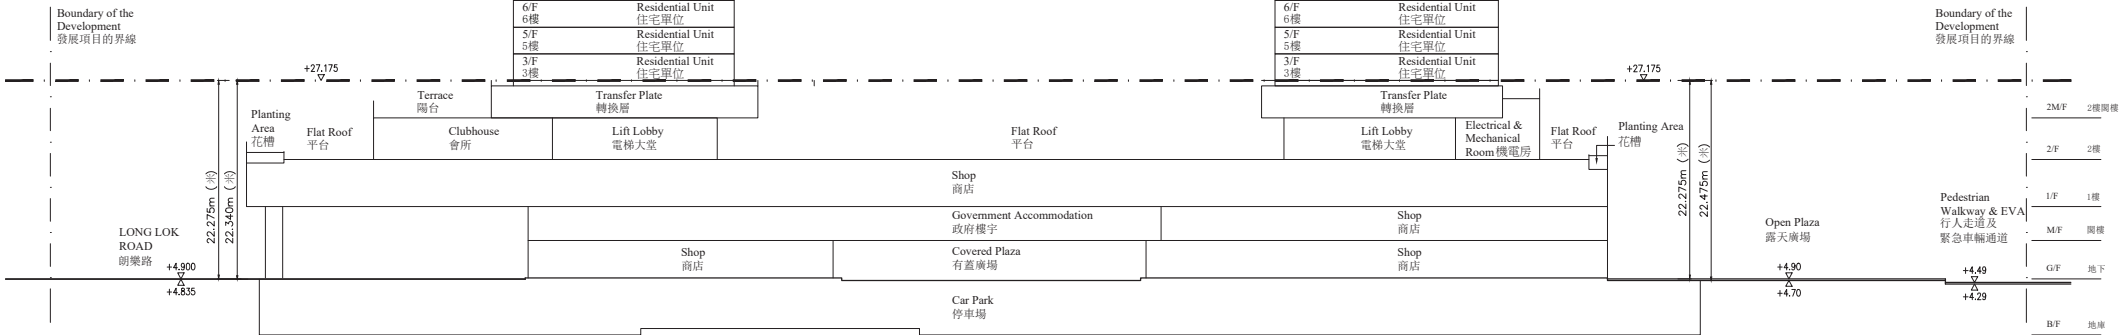 Boundary of the
Development
發展項目的界線
6/F Residential Unit
6樓 住宅單位
5/F Residential Unit
5樓 住宅單位
3/F Residential Unit
3樓 住宅單位
6/F Residential Unit
6樓 住宅單位
5/F Residential Unit
5樓 住宅單位
3/F Residential Unit
3樓 住宅單位
Boundary of the
Development
發展項目的界線
+27.175
+27.175
Terrace
陽台
Transfer Plate
轉換層
Transfer Plate
轉換層
2M/F 2樓閣樓
Planting
Area
花槽
Flat Roof
平台
Clubhouse
會所
Lift Lobby
電梯大堂
Flat Roof
平台
Lift Lobby
電梯大堂
Electrical &
Mechanical
Room 機電房
Flat Roof
平台
Planting Area
花槽
2/F 2樓
22.275m (米)
22.340m (米)
Shop
商店
22.275m (米)
22.475m (米)
1/F 1樓
LONG LOK
ROAD
朗樂路
Government Accommodation
政府樓宇
Shop
商店
Open Plaza
露天廣場
Pedestrian
Walkway & EVA
行人走道及
緊急車輛通道
M/F 閣樓
Shop
商店
Covered Plaza
有蓋廣場
Shop
商店
+4.900
+4.835
+4.90
+4.70
+4.49
+4.29
G/F 地下
Car Park
停車場
B/F 地庫